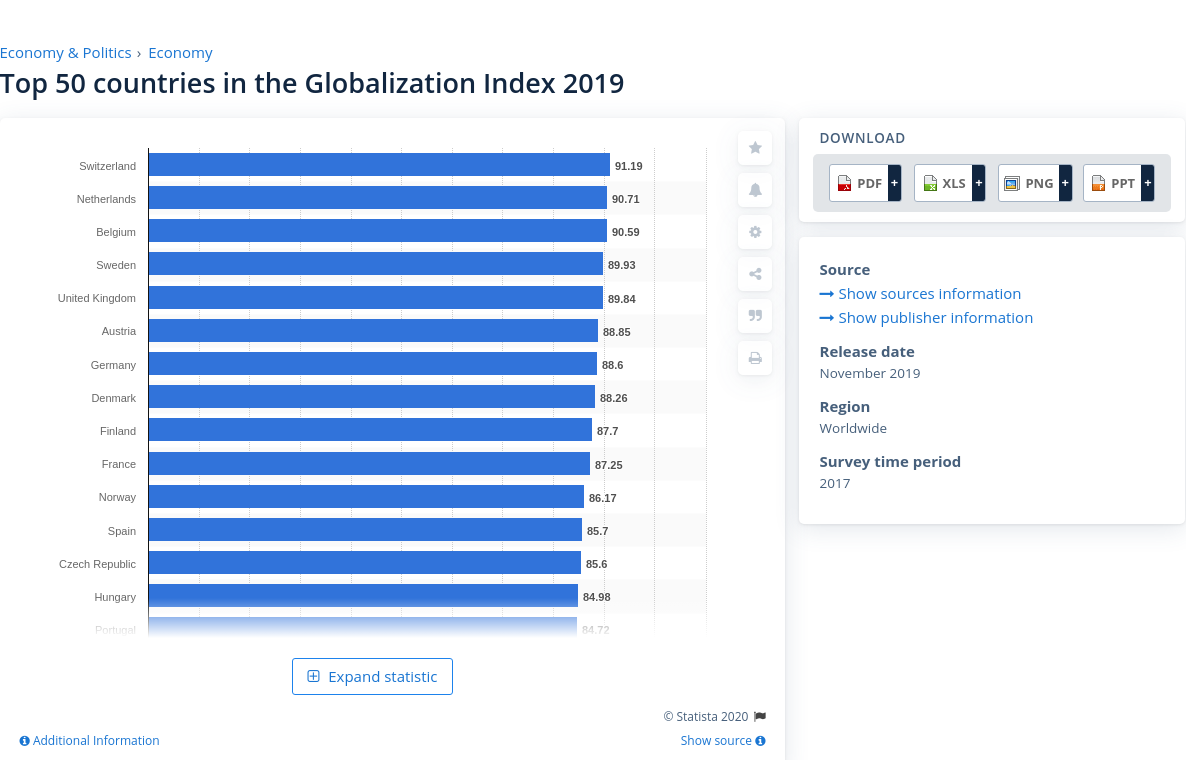 Economy & Politics › Economy
Top 50 countries in the Globalization Index 2019
Switzerland 91.19
Netherlands 90.71
Belgium 90.59
Sweden 89.93
United Kingdom 89.84
Austria 88.85
Germany 88.6
Denmark 88.26
Finland 87.7
France 87.25
Norway 86.17
Spain 85.7
Czech Republic 85.6
Hungary 84.98
Portugal 84.72
Expand statistic
© Statista 2020
Additional Information
Show source
DOWNLOAD
PDF + XLS + PNG + PPT +
Source
Show sources information
Show publisher information
Release date
November 2019
Region
Worldwide
Survey time period
2017